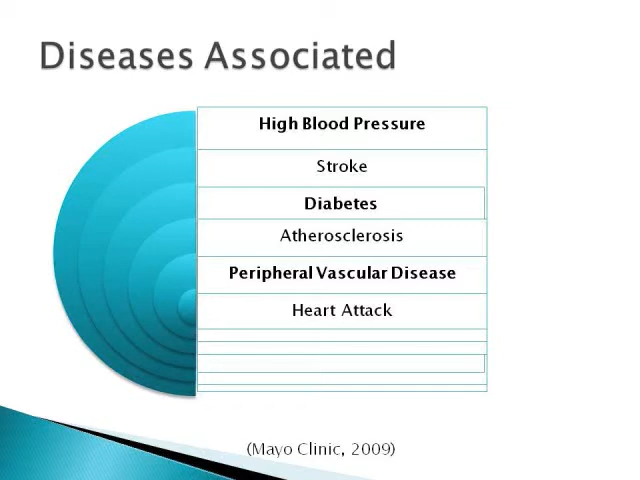 Diseases Associated
High Blood Pressure
Stroke
Diabetes
Atherosclerosis
Peripheral Vascular Disease
Heart Attack
(Mayo Clinic, 2009)